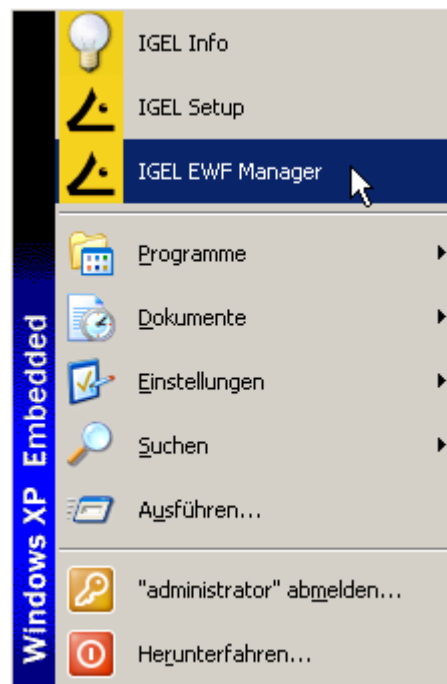 IGEL Info
IGEL Setup
IGEL EWF Manager
Programme
Dokumente
Einstellungen
Suchen
Ausführen...
"administrator" abmelden...
Herunterfahren...
Windows XP Embedded